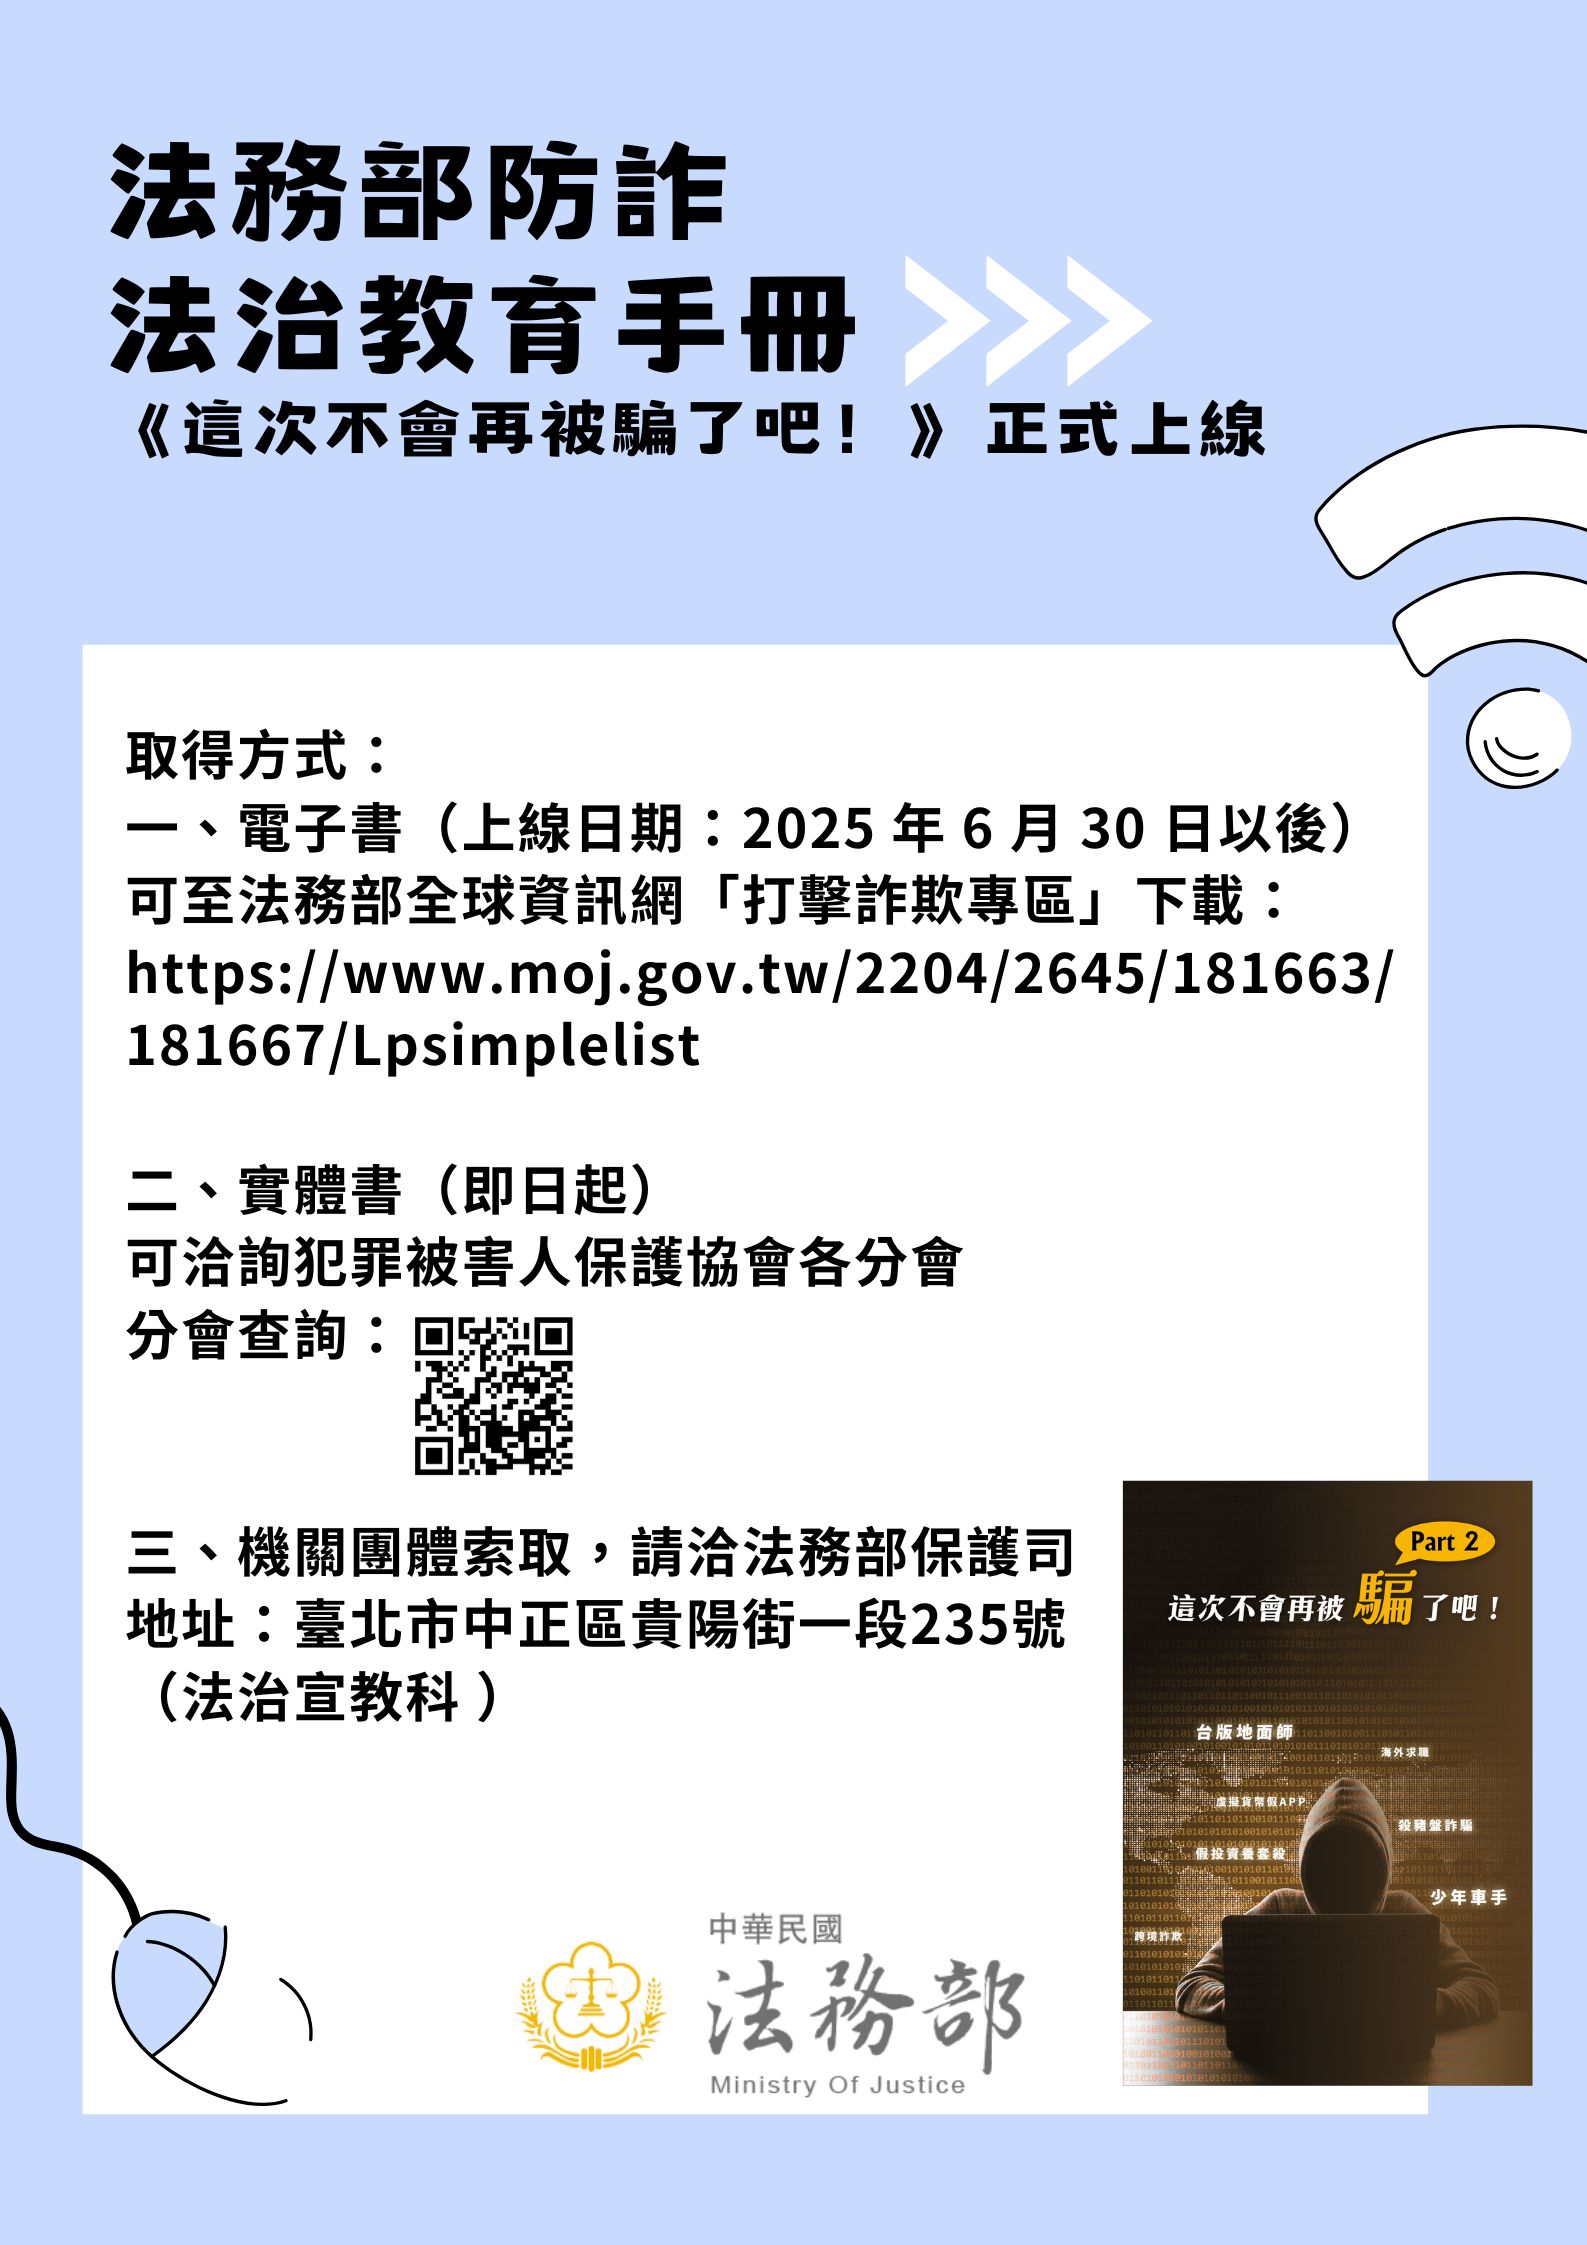 法務部防詐
法治教育手冊
《這次不會再被騙了吧！》正式上線
取得方式：
一、電子書（上線日期：2025 年 6 月 30 日以後）
可至法務部全球資訊網「打擊詐欺專區」下載：
https://www.moj.gov.tw/2204/2645/181663/
181667/Lpsimplelist
二、實體書（即日起）
可洽詢犯罪被害人保護協會各分會
分會查詢：
三、機關團體索取，請洽法務部保護司
地址：臺北市中正區貴陽街一段235號
（法治宣教科 ）
Part 2
這次不會再被騙了吧！
台版地面師
海外求職
虛擬貨幣假APP
殺豬盤詐騙
假投資養套殺
少年車手
跨境詐欺
中華民國
法務部
Ministry Of Justice